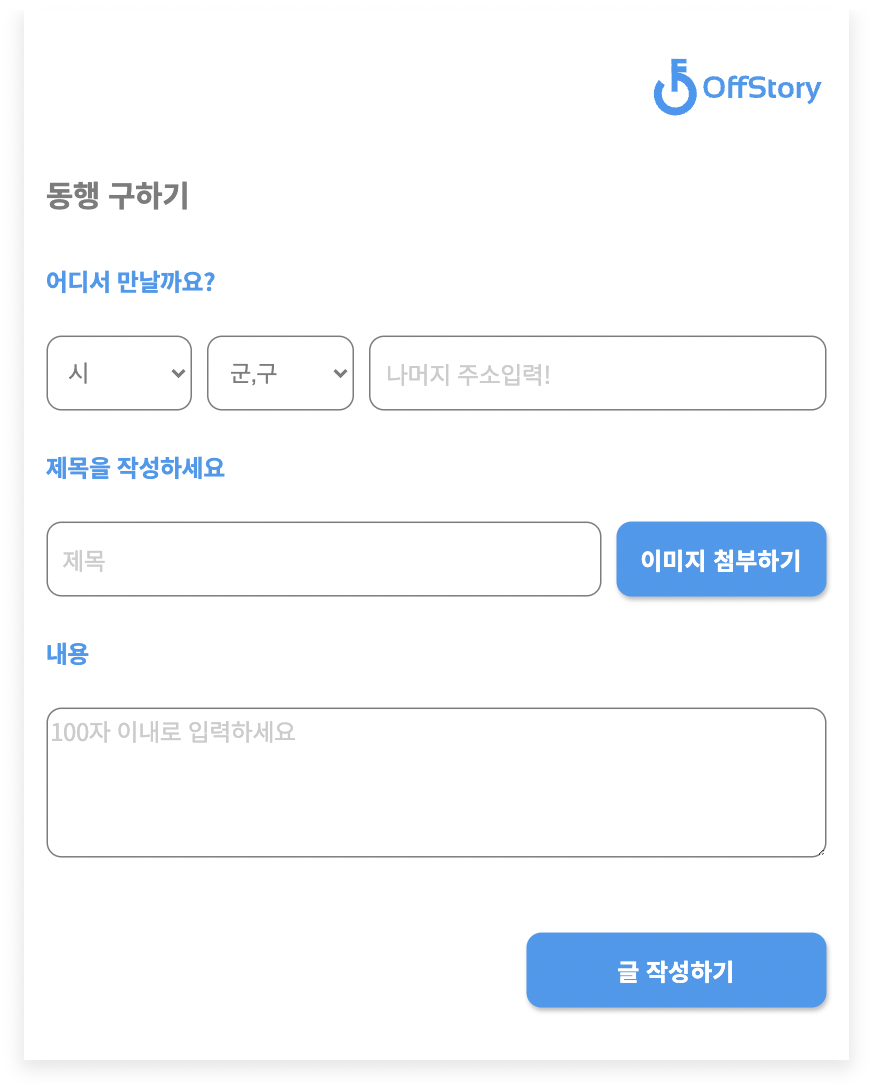 OffStory
동행 구하기
어디서 만날까요?
시 군,구 나머지 주소입력!
제목을 작성하세요
제목 이미지 첨부하기
내용
100자 이내로 입력하세요
글 작성하기